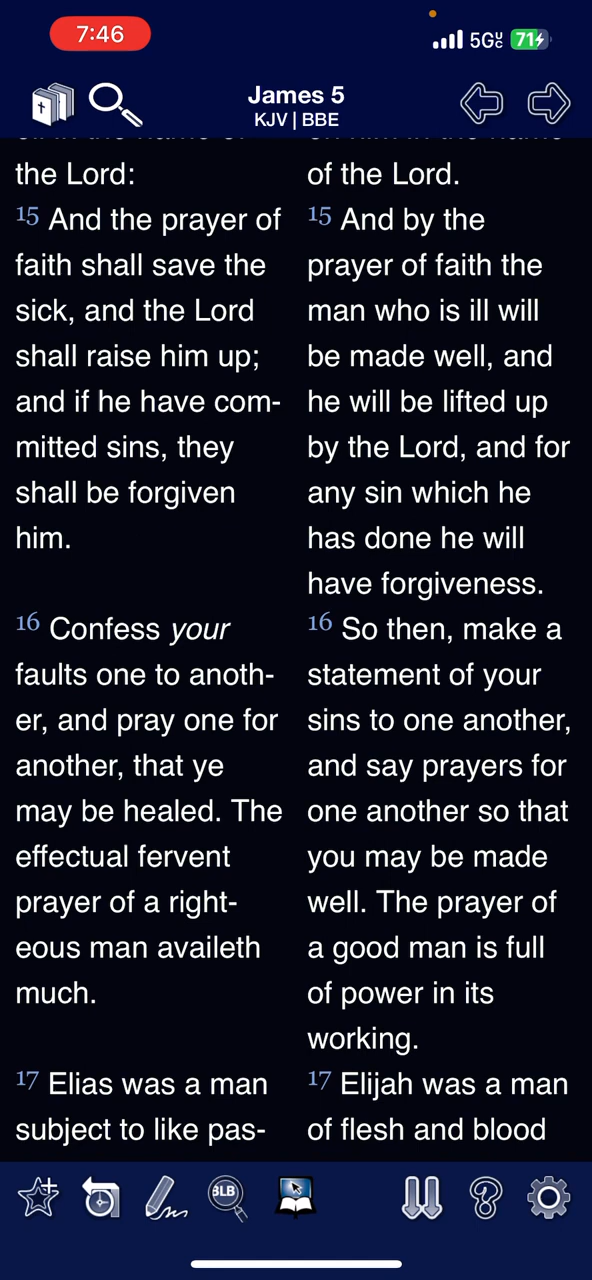 7:46
5G UC 71
James 5
KJV | BBE
the Lord:
15 And the prayer of
faith shall save the
sick, and the Lord
shall raise him up;
and if he have com-
mitted sins, they
shall be forgiven
him.
16 Confess your
faults one to anoth-
er, and pray one for
another, that ye
may be healed. The
effectual fervent
prayer of a right-
eous man availeth
much.
17 Elias was a man
subject to like pas-
of the Lord.
15 And by the
prayer of faith the
man who is ill will
be made well, and
he will be lifted up
by the Lord, and for
any sin which he
has done he will
have forgiveness.
16 So then, make a
statement of your
sins to one another,
and say prayers for
one another so that
you may be made
well. The prayer of
a good man is full
of power in its
working.
17 Elijah was a man
of flesh and blood
BLB